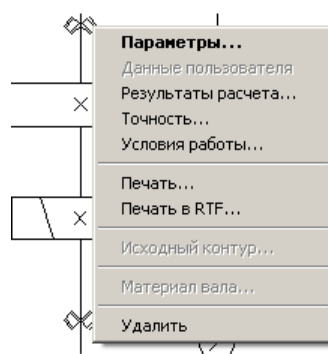 Параметры...
Данные пользователя
Результаты расчета...
Точность...
Условия работы...
Печать...
Печать в RTF...
Исходный контур...
Материал вала...
Удалить